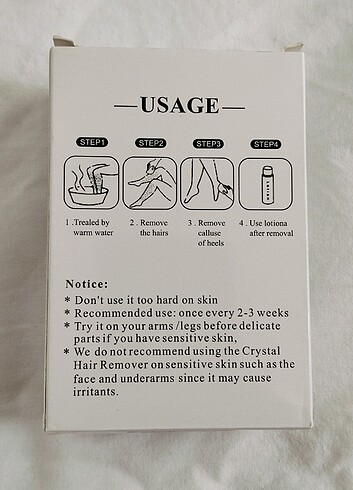 —USAGE—
STEP1 STEP2 STEP3 STEP4
1 .Trealed by warm water
2 . Remove the hairs
3 . Remove calluse of heels
4 . Use lotiona after removal
Notice:
* Don't use it too hard on skin
* Recommended use: once every 2-3 weeks
* Try it on your arms /legs before delicate
parts if you have sensitive skin,
* We do not recommend using the Crystal
Hair Remover on sensitive skin such as the
face and underarms since it may cause
irritants.